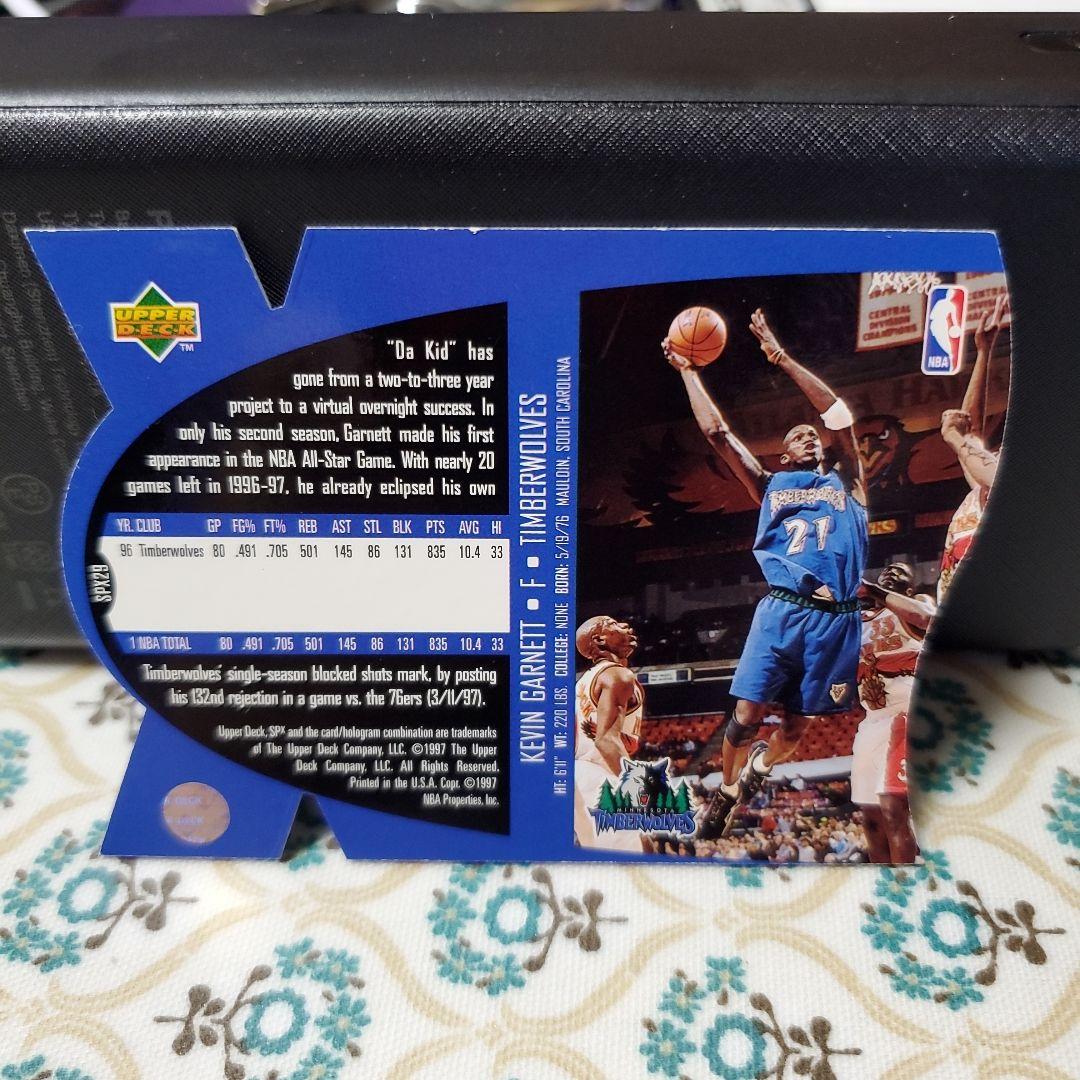 UPPER
D·E·C·K
TM
"Da Kid" has
gone from a two-to-three year
project to a virtual overnight success. In
only his second season, Garnett made his first
appearance in the NBA All-Star Game. With nearly 20
games left in 1996-97, he already eclipsed his own
YR. CLUB GP FG% FT% REB AST STL BLK PTS AVG HI
96 Timberwolves 80 .491 .705 501 145 86 131 835 10.4 33
1 NBA TOTAL 80 .491 .705 501 145 86 131 835 10.4 33
SPX29
Timberwolves' single-season blocked shots mark, by posting
his 132nd rejection in a game vs. the 76ers (3/11/97).
Upper Deck, SPX and the card/hologram combination are trademarks
of The Upper Deck Company, LLC. ©1997 The Upper
Deck Company, LLC. All Rights Reserved.
Printed in the U.S.A. Copr. ©1997
NBA Properties, Inc.
KEVIN GARNETT • F • TIMBERWOLVES
HT: 6'11" WT: 220 LBS. COLLEGE: NONE BORN: 5/19/76 MAULDIN, SOUTH CAROLINA
CENTRAL
DIVISION
CHAMPIONS
CENTRAL
NBA
TIMBERWOLVES
21
33
MINNESOTA
TIMBERWOLVES
DECK
DECK